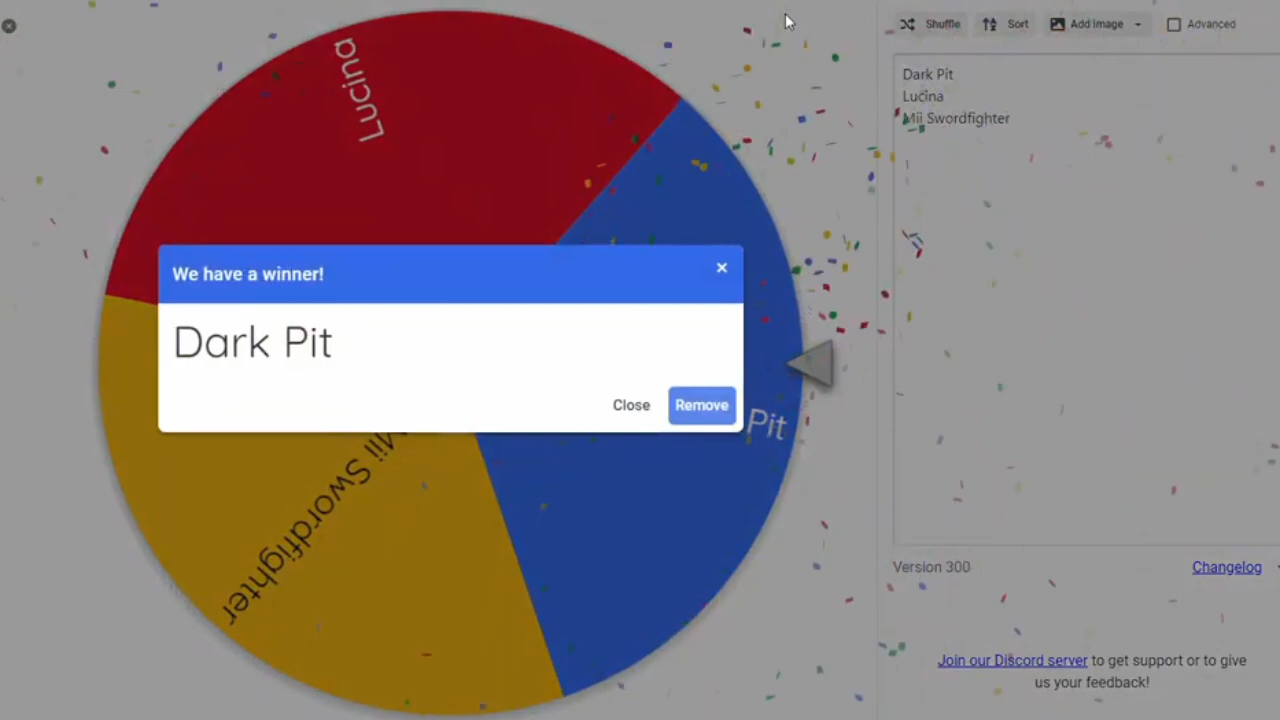 Shuffle
Sort
Add image
Advanced
Dark Pit
Lucina
Mii Swordfighter
Lucina
We have a winner!
Dark Pit
Close
Remove
Pit
Mii Swordfighter
Version 300
Changelog
Join our Discord server to get support or to give
us your feedback!